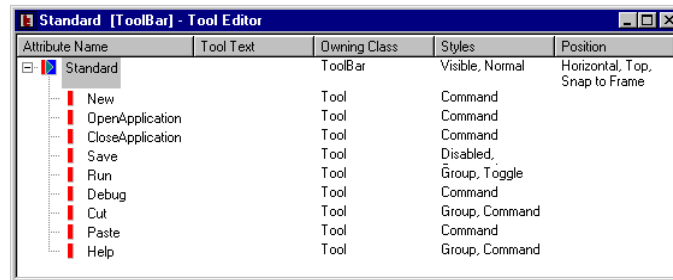 Standard [ToolBar] - Tool Editor
Attribute Name Tool Text Owning Class Styles Position
Standard ToolBar Visible, Normal Horizontal, Top,
Snap to Frame
New Tool Command
OpenApplication Tool Command
CloseApplication Tool Command
Save Tool Disabled,
Run Tool Group, Toggle
Debug Tool Command
Cut Tool Group, Command
Paste Tool Command
Help Tool Group, Command